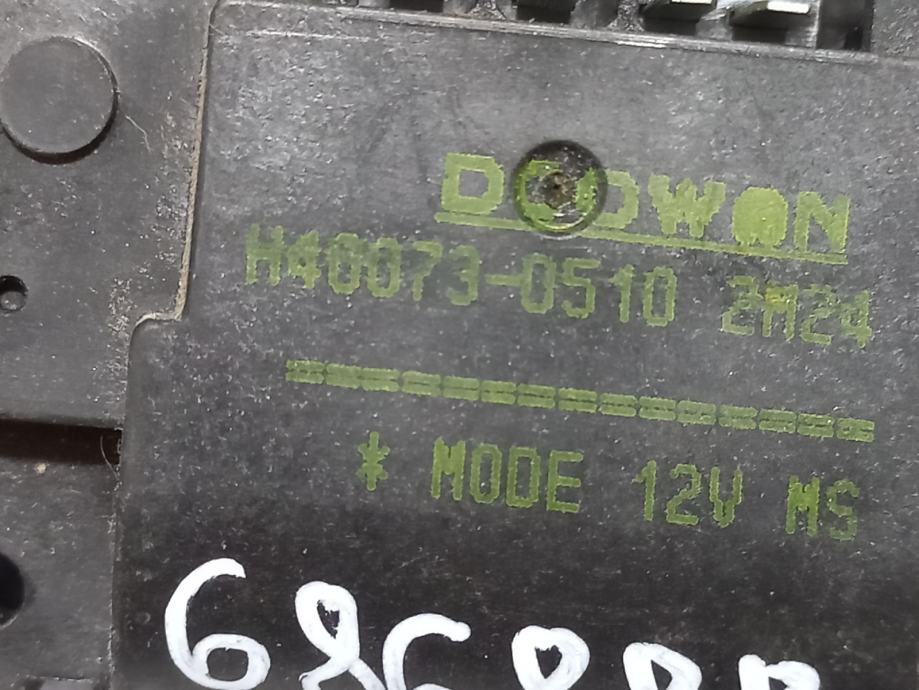 DOOWON
H40073-0510 2M24
==============
* MODE 12V MS